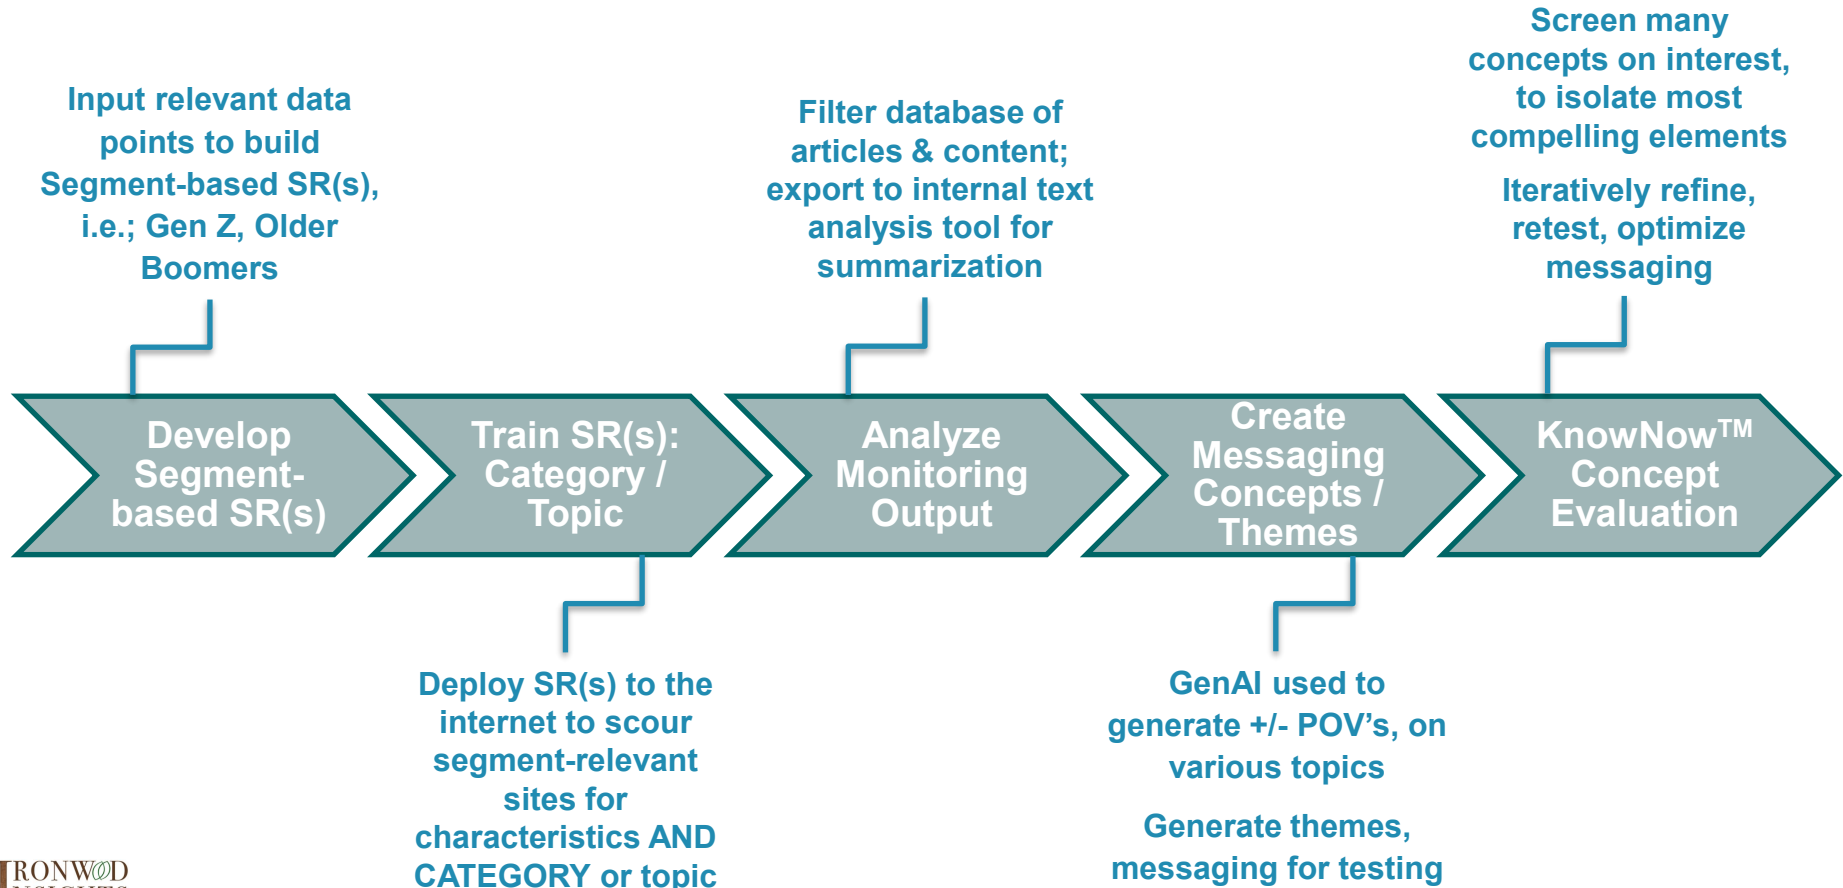 Input relevant data
points to build
Segment-based SR(s),
i.e.; Gen Z, Older
Boomers
Filter database of
articles & content;
export to internal text
analysis tool for
summarization
Screen many
concepts on interest,
to isolate most
compelling elements
Iteratively refine,
retest, optimize
messaging
Develop
Segment-
based SR(s)
Train SR(s):
Category /
Topic
Analyze
Monitoring
Output
Create
Messaging
Concepts /
Themes
KnowNow™
Concept
Evaluation
Deploy SR(s) to the
internet to scour
segment-relevant
sites for
characteristics AND
CATEGORY or topic
GenAI used to
generate +/- POV’s, on
various topics
Generate themes,
messaging for testing
IRONWOOD
INSIGHTS